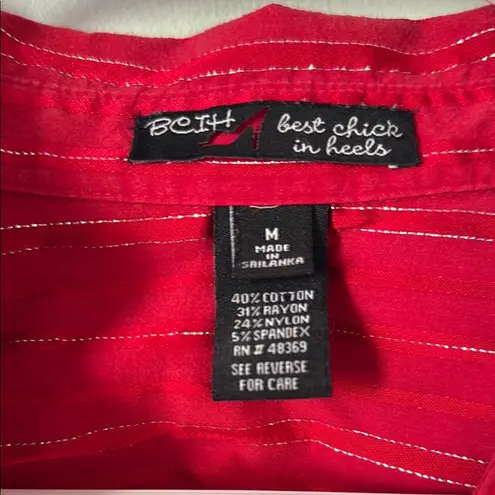 BCIH best chick
in heels
M
MADE
IN
SRILANKA
40% COTTON
31% RAYON
24% NYLON
5% SPANDEX
RN # 48369
SEE REVERSE
FOR CARE